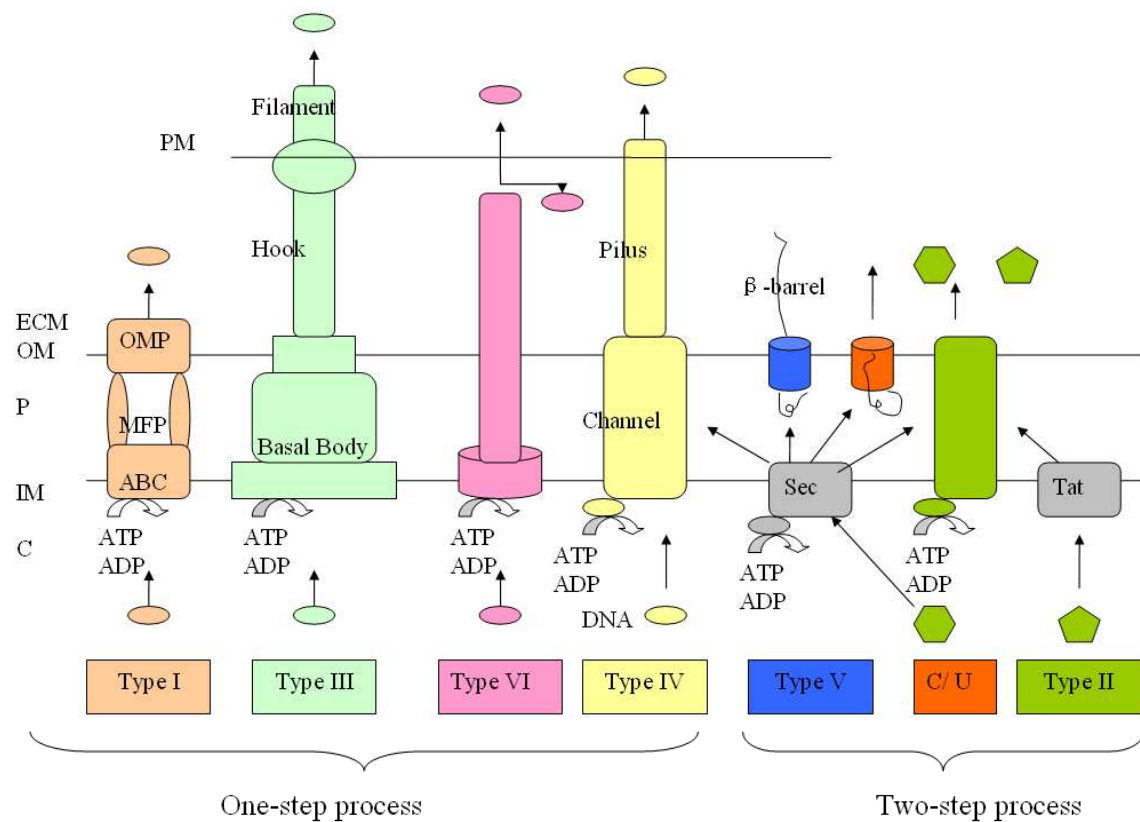 Filament
PM
Hook
Pilus
β-barrel
ECM
OM
OMP
P
MFP
Channel
Basal Body
IM
ABC
Sec
Tat
C
ATP
ADP
ATP
ADP
ATP
ADP
ATP
ADP
ATP
ADP
ATP
ADP
DNA
Type I
Type III
Type VI
Type IV
Type V
C/ U
Type II
One-step process
Two-step process